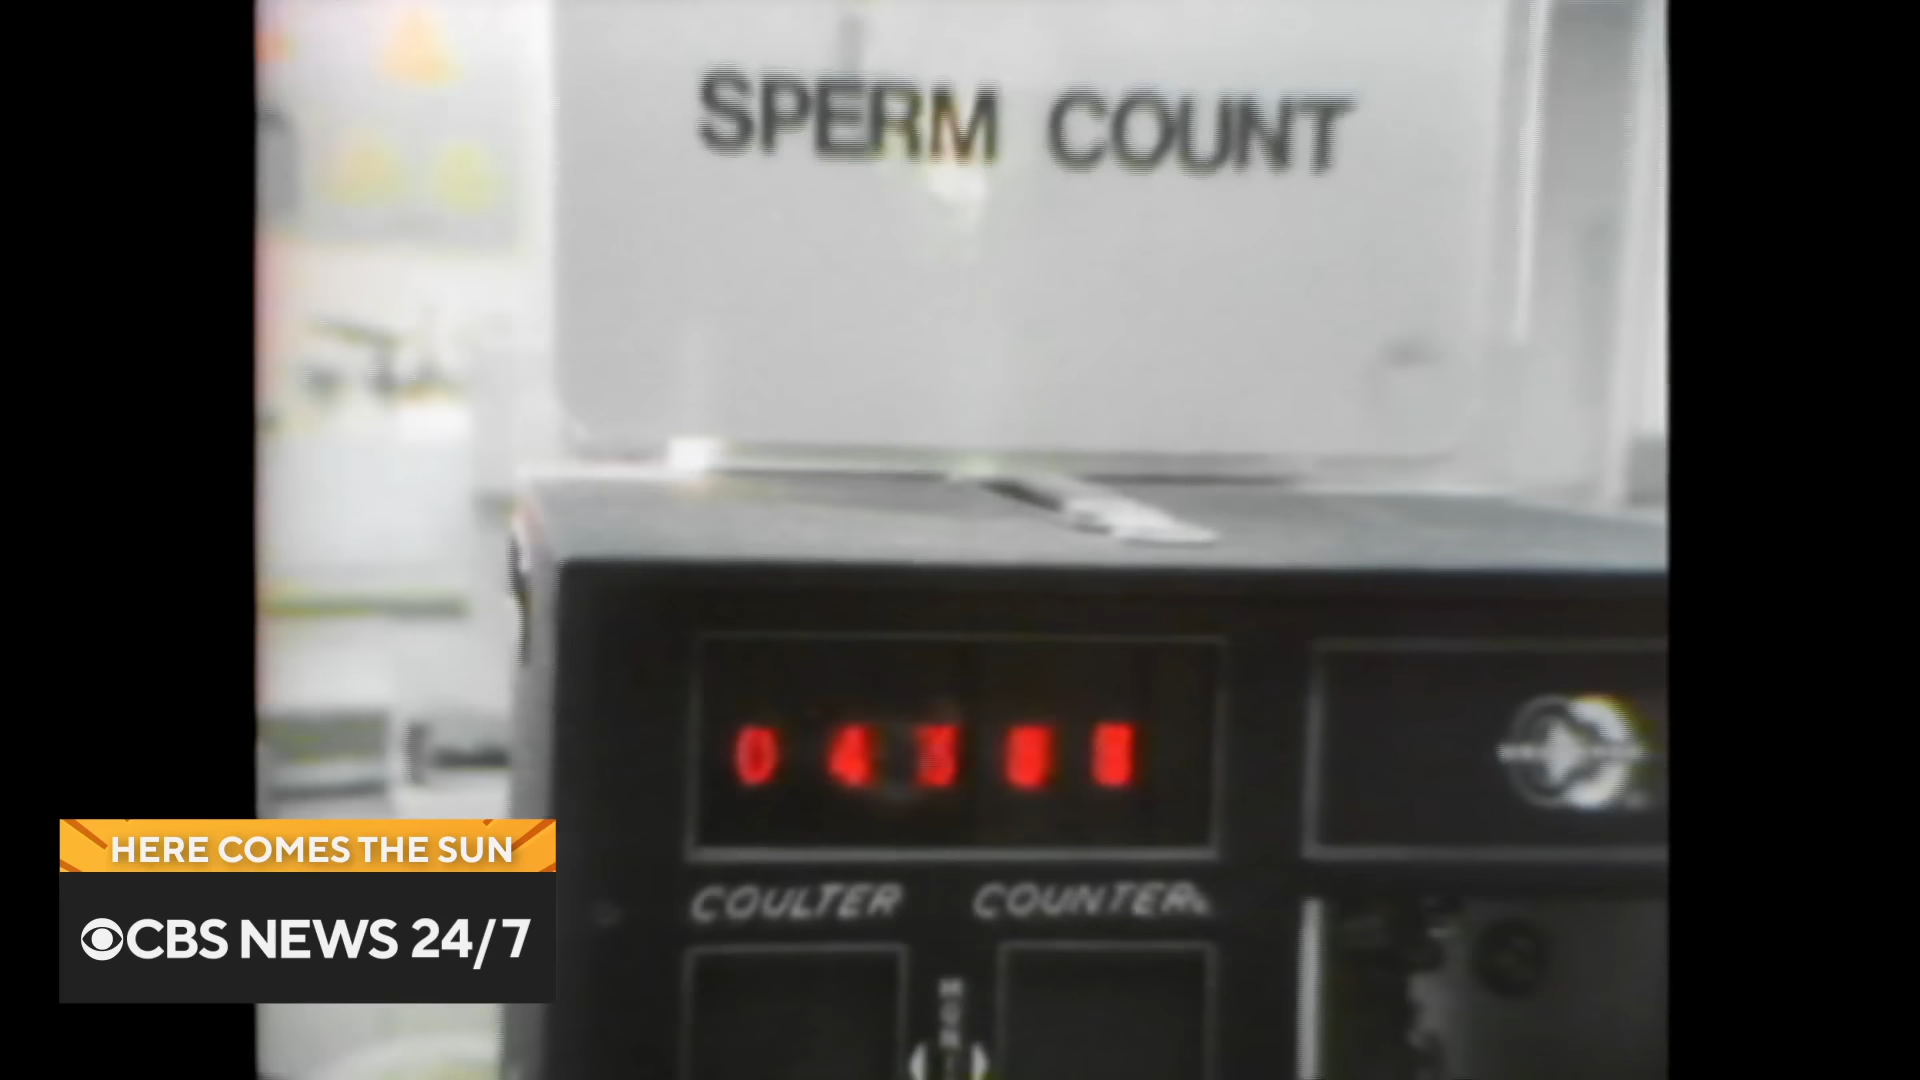 SPERM COUNT
COULTER COUNTER
HERE COMES THE SUN
CBS NEWS 24/7